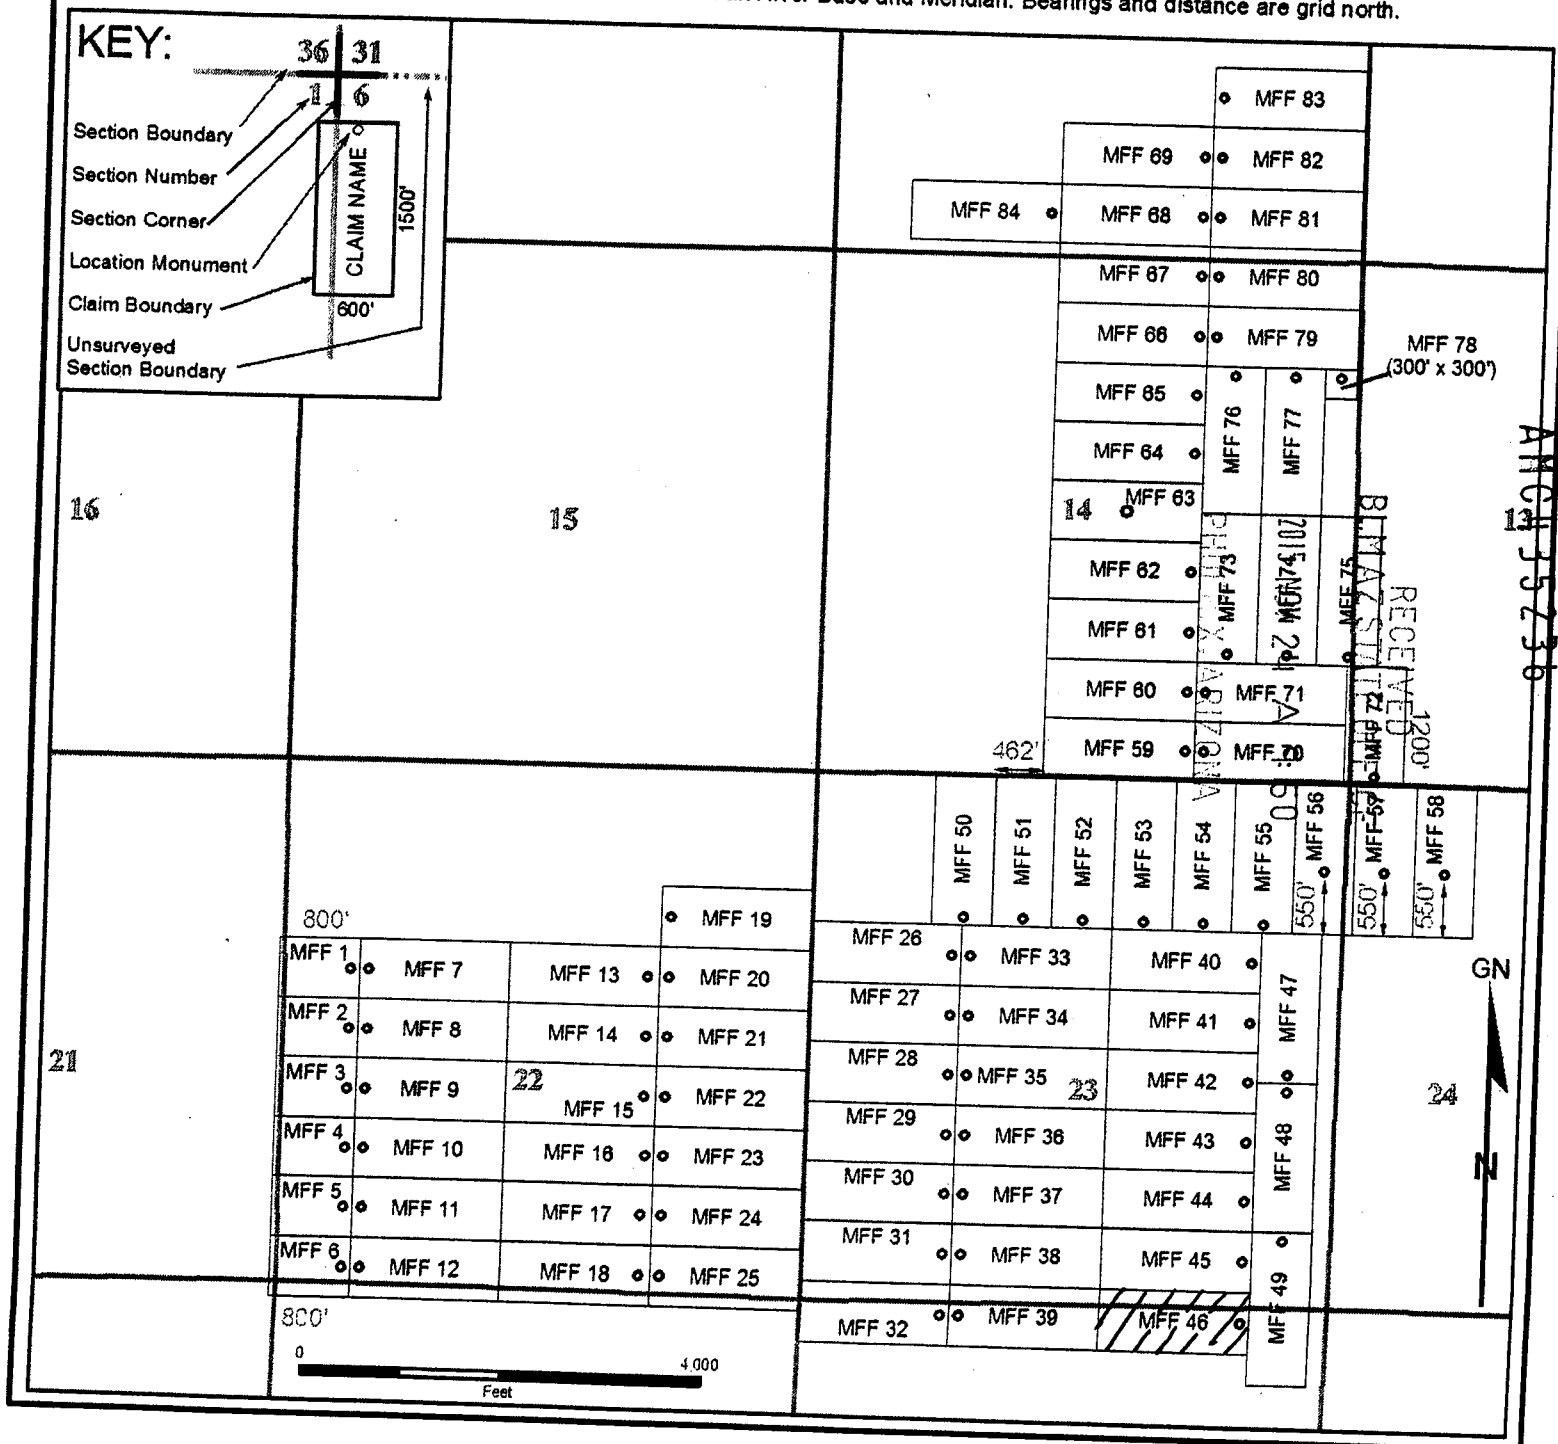 Base and Meridian. Bearings and distance are grid north.
KEY:
36 31
1 6
Section Boundary
Section Number
Section Corner
Location Monument
Claim Boundary
Unsurveyed
Section Boundary
CLAIM NAME
1500'
600'
MFF 83
MFF 69 MFF 82
MFF 84 MFF 68 MFF 81
MFF 67 MFF 80
MFF 66 MFF 79
MFF 78
(300' x 300')
MFF 65
MFF 76
MFF 77
MFF 64
16
15
14
MFF 63
13
MFF 62
MFF 73
MFF 74
MFF 75
MFF 61
MFF 60 MFF 71
MFF 72
1200'
462'
MFF 59 MFF 70
RECEIVED
2015 NOV 24
ARIZONA
MFF 50
MFF 51
MFF 52
MFF 53
MFF 54
MFF 55
MFF 56
MFF 57
MFF 58
550'
550'
550'
800'
MFF 19
MFF 26 MFF 33 MFF 40
MFF 1 MFF 7 MFF 13 MFF 20
MFF 47
GN
MFF 27 MFF 34 MFF 41
MFF 2 MFF 8 MFF 14 MFF 21
21
MFF 28 MFF 35 23 MFF 42
24
MFF 3 MFF 9 22 MFF 15 MFF 22
MFF 29 MFF 36 MFF 43
MFF 48
MFF 4 MFF 10 MFF 16 MFF 23
N
MFF 30 MFF 37 MFF 44
MFF 5 MFF 11 MFF 17 MFF 24
MFF 31 MFF 38 MFF 45
MFF 6 MFF 12 MFF 18 MFF 25
MFF 49
MFF 32 MFF 39 MFF 46
800'
0 4,000
Feet